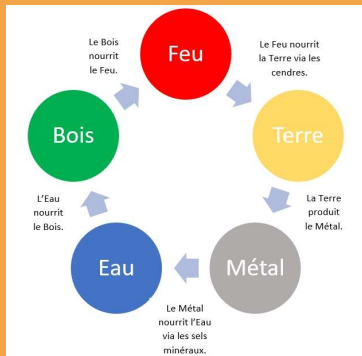 Feu
Le Feu nourrit
la Terre via les
cendres.
Terre
La Terre
produit
le Métal.
Métal
Le Métal
nourrit l'Eau
via les sels
minéraux.
Eau
L'Eau
nourrit
le Bois.
Bois
Le Bois
nourrit
le Feu.